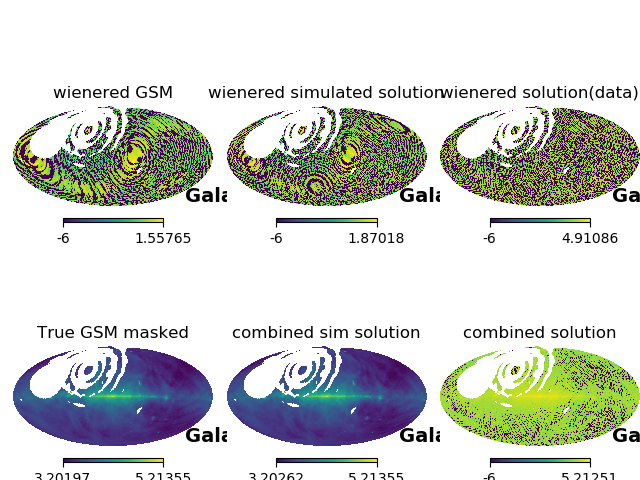 wienered GSM
wienered simulated solution
wienered solution(data)
Gala
Gala
Ga
-6 1.55765
-6 1.87018
-6 4.91086
True GSM masked
combined sim solution
combined solution
Gala
Gala
Ga
3.20197 5.21355
3.20262 5.21355
-6 5.21251